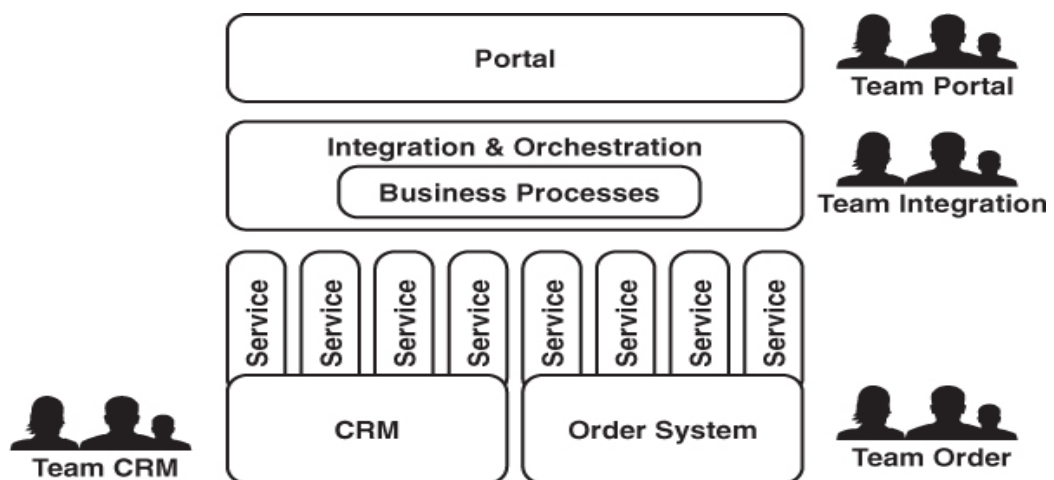 Portal
Team Portal
Integration & Orchestration
Business Processes
Team Integration
Service
Service
Service
Service
Service
Service
Service
Service
CRM
Order System
Team CRM
Team Order